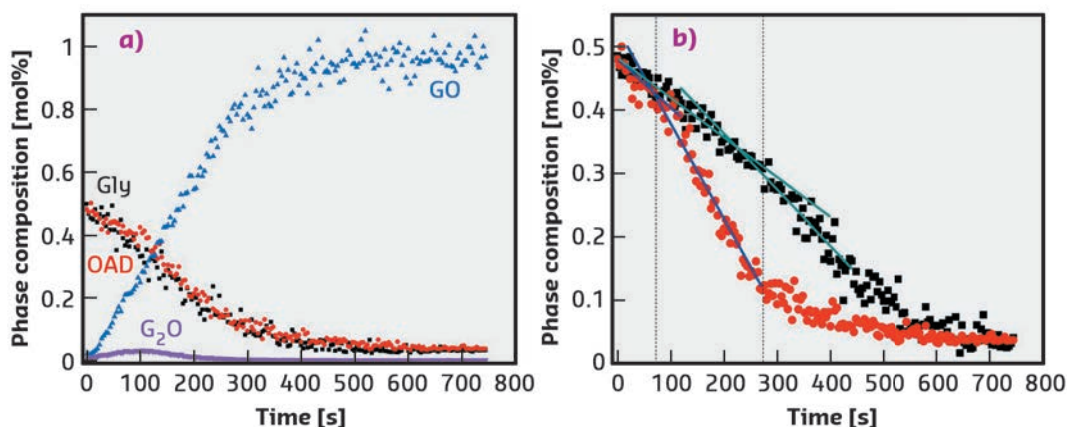 a)
Phase composition [mol%]
1
0.8
0.6
0.4
0.2
0
GO
Gly
OAD
G₂O
0 100 200 300 400 500 600 700 800
Time [s]
b)
Phase composition [mol%]
0.5
0.4
0.3
0.2
0.1
0.0
0 100 200 300 400 500 600 700 800
Time [s]